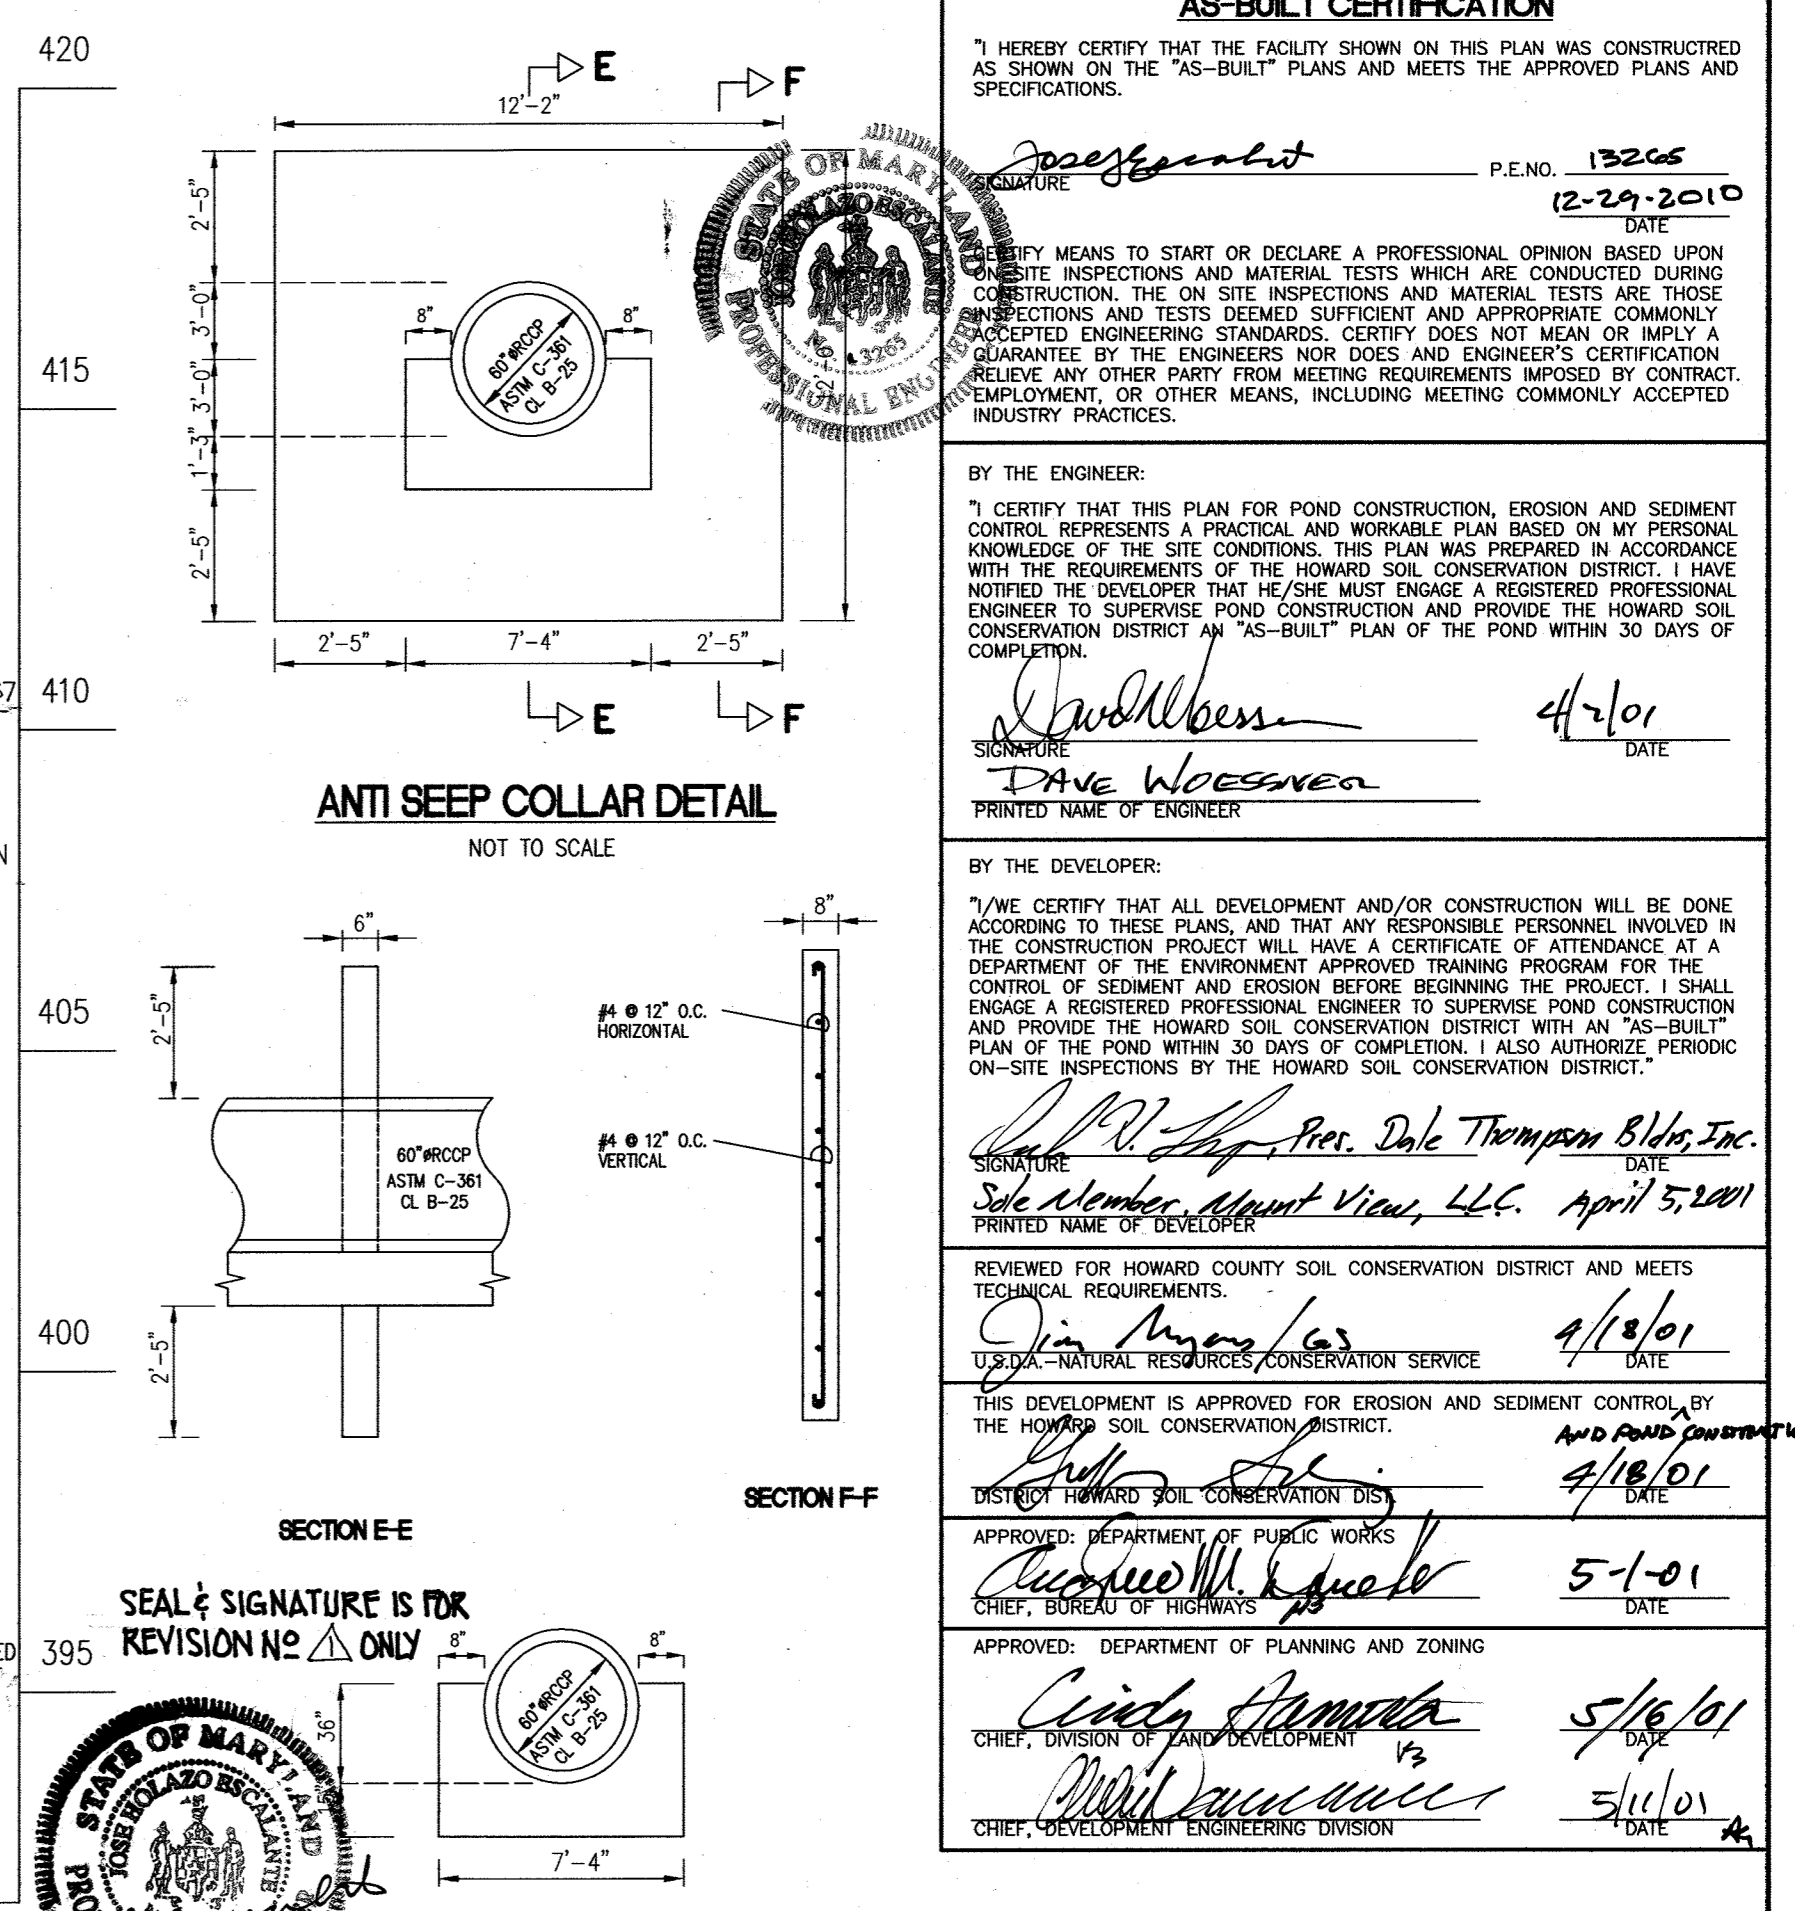 420
415
67
410
N
405
400
ED
395
E
F
12'-2"
2'-5"
3'-0"
3'-0"
1'-3"
2'-5"
8"
8"
60"øRCCP
ASTM C-361
CL B-25
2'-5"
7'-4"
2'-5"
E
F
STATE OF MARYLAND
PROFESSIONAL ENGINEER
ANTI SEEP COLLAR DETAIL
NOT TO SCALE
6"
2'-5"
60"øRCCP
ASTM C-361
CL B-25
2'-5"
SECTION E-E
8"
#4 @ 12" O.C.
HORIZONTAL
#4 @ 12" O.C.
VERTICAL
SECTION F-F
SEAL & SIGNATURE IS FOR
REVISION No 1 ONLY
8"
8"
60"øRCCP
ASTM C-361
CL B-25
36"
7'-4"
STATE OF MARYLAND
JOSE HOLAZO ESCALANTE
AS-BUILT CERTIFICATION
"I HEREBY CERTIFY THAT THE FACILITY SHOWN ON THIS PLAN WAS CONSTRUCTRED
AS SHOWN ON THE "AS-BUILT" PLANS AND MEETS THE APPROVED PLANS AND
SPECIFICATIONS.
SIGNATURE
P.E.NO. 13265
12-29-2010
DATE
CERTIFY MEANS TO START OR DECLARE A PROFESSIONAL OPINION BASED UPON
ON SITE INSPECTIONS AND MATERIAL TESTS WHICH ARE CONDUCTED DURING
CONSTRUCTION. THE ON SITE INSPECTIONS AND MATERIAL TESTS ARE THOSE
INSPECTIONS AND TESTS DEEMED SUFFICIENT AND APPROPRIATE COMMONLY
ACCEPTED ENGINEERING STANDARDS. CERTIFY DOES NOT MEAN OR IMPLY A
GUARANTEE BY THE ENGINEERS NOR DOES AND ENGINEER'S CERTIFICATION
RELIEVE ANY OTHER PARTY FROM MEETING REQUIREMENTS IMPOSED BY CONTRACT.
EMPLOYMENT, OR OTHER MEANS, INCLUDING MEETING COMMONLY ACCEPTED
INDUSTRY PRACTICES.
BY THE ENGINEER:
"I CERTIFY THAT THIS PLAN FOR POND CONSTRUCTION, EROSION AND SEDIMENT
CONTROL REPRESENTS A PRACTICAL AND WORKABLE PLAN BASED ON MY PERSONAL
KNOWLEDGE OF THE SITE CONDITIONS. THIS PLAN WAS PREPARED IN ACCORDANCE
WITH THE REQUIREMENTS OF THE HOWARD SOIL CONSERVATION DISTRICT. I HAVE
NOTIFIED THE DEVELOPER THAT HE/SHE MUST ENGAGE A REGISTERED PROFESSIONAL
ENGINEER TO SUPERVISE POND CONSTRUCTION AND PROVIDE THE HOWARD SOIL
CONSERVATION DISTRICT AN "AS-BUILT" PLAN OF THE POND WITHIN 30 DAYS OF
COMPLETION.
4/2/01
SIGNATURE
DATE
DAVE WOESSNER
PRINTED NAME OF ENGINEER
BY THE DEVELOPER:
"I/WE CERTIFY THAT ALL DEVELOPMENT AND/OR CONSTRUCTION WILL BE DONE
ACCORDING TO THESE PLANS, AND THAT ANY RESPONSIBLE PERSONNEL INVOLVED IN
THE CONSTRUCTION PROJECT WILL HAVE A CERTIFICATE OF ATTENDANCE AT A
DEPARTMENT OF THE ENVIRONMENT APPROVED TRAINING PROGRAM FOR THE
CONTROL OF SEDIMENT AND EROSION BEFORE BEGINNING THE PROJECT. I SHALL
ENGAGE A REGISTERED PROFESSIONAL ENGINEER TO SUPERVISE POND CONSTRUCTION
AND PROVIDE THE HOWARD SOIL CONSERVATION DISTRICT WITH AN "AS-BUILT"
PLAN OF THE POND WITHIN 30 DAYS OF COMPLETION. I ALSO AUTHORIZE PERIODIC
ON-SITE INSPECTIONS BY THE HOWARD SOIL CONSERVATION DISTRICT."
, Pres. Dale Thompson Bldrs, Inc.
SIGNATURE
DATE
Sole Member, Mount View, L.L.C. April 5, 2001
PRINTED NAME OF DEVELOPER
REVIEWED FOR HOWARD COUNTY SOIL CONSERVATION DISTRICT AND MEETS
TECHNICAL REQUIREMENTS.
Jim Myers / GS 4/18/01
U.S.D.A.-NATURAL RESOURCES CONSERVATION SERVICE
DATE
THIS DEVELOPMENT IS APPROVED FOR EROSION AND SEDIMENT CONTROL BY
THE HOWARD SOIL CONSERVATION DISTRICT.
AND POND CONSTRUCTI
4/18/01
DISTRICT HOWARD SOIL CONSERVATION DIST.
DATE
APPROVED: DEPARTMENT OF PUBLIC WORKS
5-1-01
CHIEF, BUREAU OF HIGHWAYS
DATE
APPROVED: DEPARTMENT OF PLANNING AND ZONING
Cindy Hamilton 5/16/01
CHIEF, DIVISION OF LAND DEVELOPMENT
DATE
5/11/01
CHIEF, DEVELOPMENT ENGINEERING DIVISION
DATE